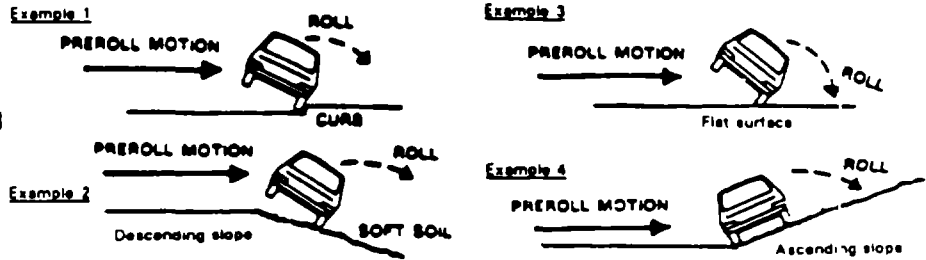 Example 1
ROLL
PREROLL MOTION
CURB
PREROLL MOTION
ROLL
Example 2
Descending slope
SOFT SOIL
Example 3
PREROLL MOTION
ROLL
Flat surface
Example 4
ROLL
PREROLL MOTION
Ascending slope